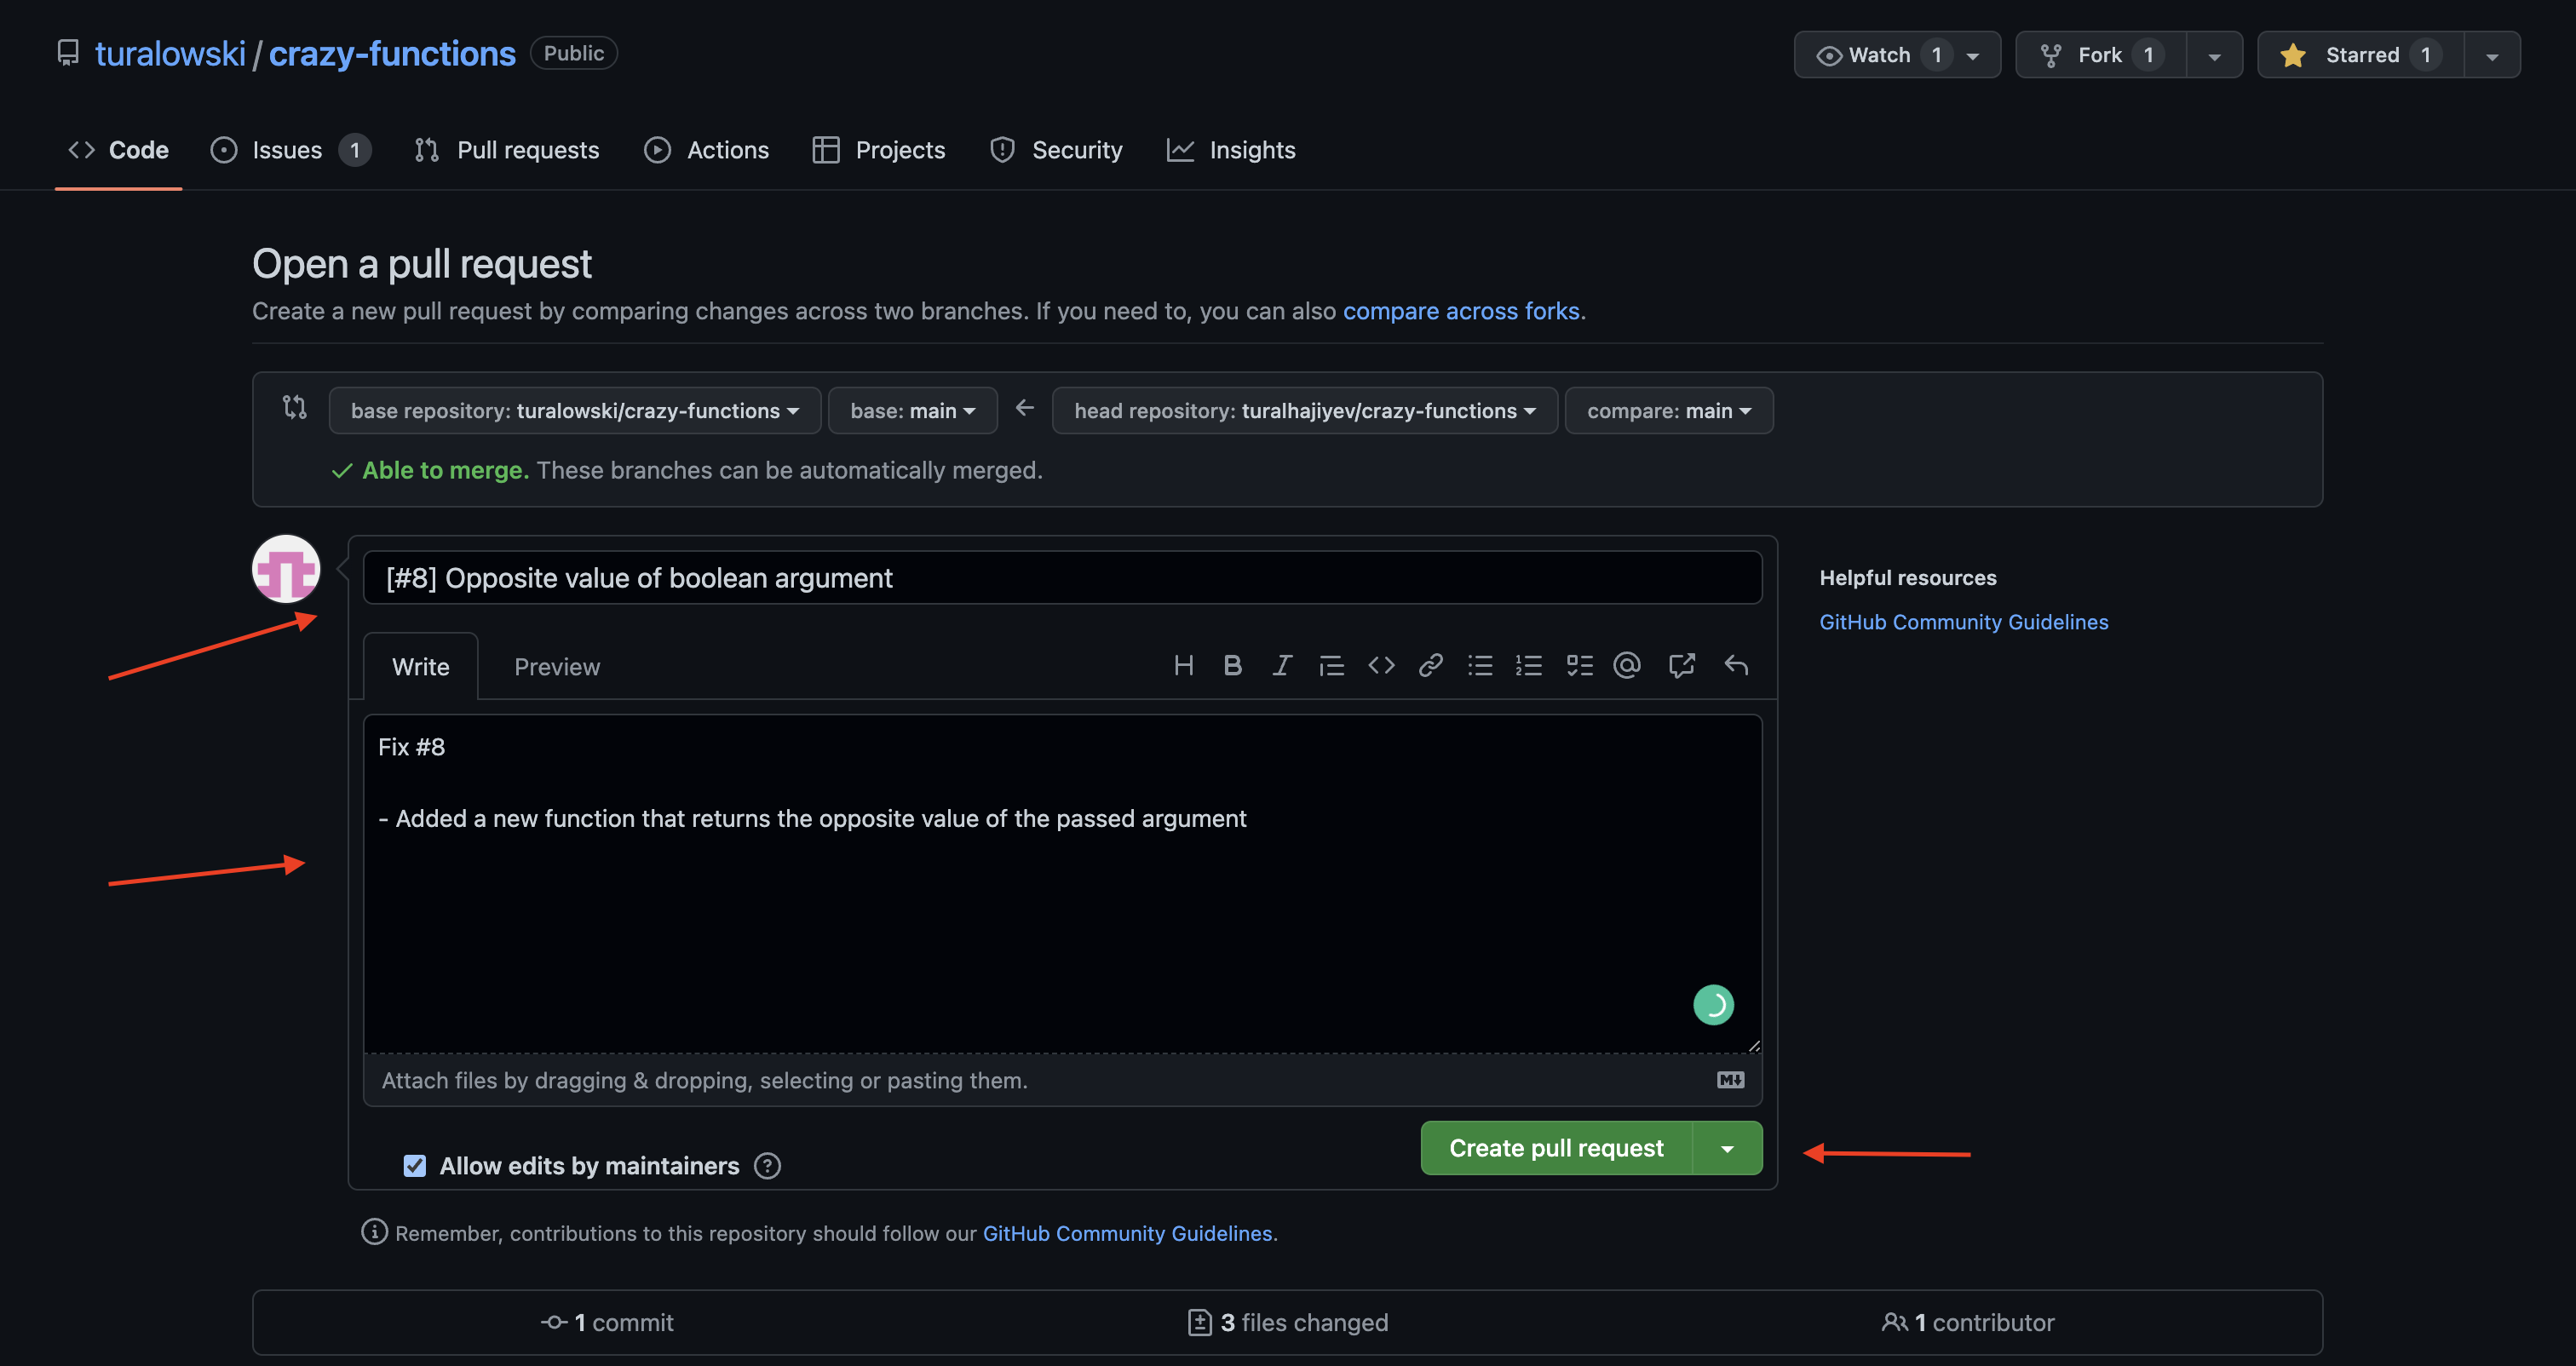 turalowski / crazy-functions Public
Watch 1 Fork 1 Starred 1
Code Issues 1 Pull requests Actions Projects Security Insights
Open a pull request
Create a new pull request by comparing changes across two branches. If you need to, you can also compare across forks.
base repository: turalowski/crazy-functions base: main head repository: turalhajiyev/crazy-functions compare: main
Able to merge. These branches can be automatically merged.
[#8] Opposite value of boolean argument
Helpful resources
GitHub Community Guidelines
Write Preview
Fix #8
- Added a new function that returns the opposite value of the passed argument
Attach files by dragging & dropping, selecting or pasting them.
Allow edits by maintainers
Create pull request
Remember, contributions to this repository should follow our GitHub Community Guidelines.
1 commit 3 files changed 1 contributor